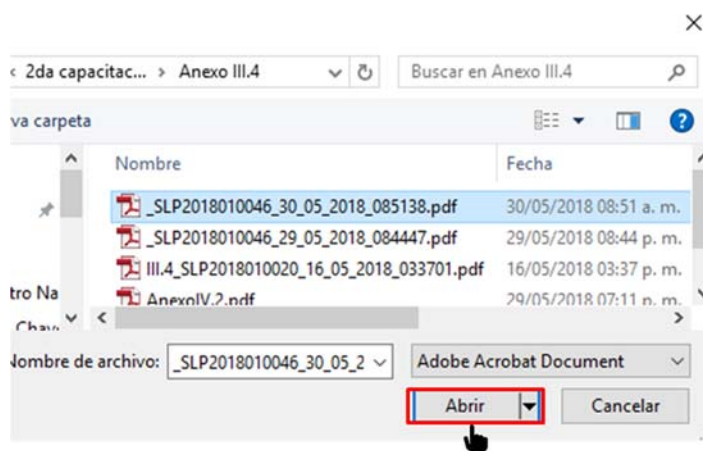 ‹ 2da capacitac... › Anexo III.4
Buscar en Anexo III.4
va carpeta
?
Nombre Fecha
_SLP2018010046_30_05_2018_085138.pdf 30/05/2018 08:51 a. m.
_SLP2018010046_29_05_2018_084447.pdf 29/05/2018 08:44 p. m.
III.4_SLP2018010020_16_05_2018_033701.pdf 16/05/2018 03:37 p. m.
tro Na
AnexoIV.2.pdf 29/05/2018 07:11 p. m.
Chav
Nombre de archivo: _SLP2018010046_30_05_2 Adobe Acrobat Document
Abrir Cancelar